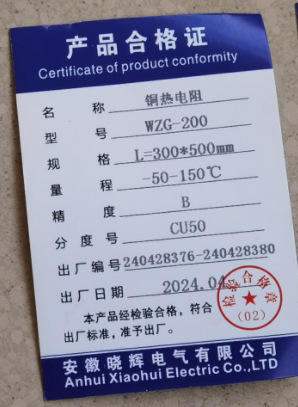 产品合格证
Certificate of product conformity
名称 铜热电阻
型号 WZG-200
规格 L=300*500mm
量程 -50-150℃
精度 B
分度号 CU50
出厂编号 240428376-240428380
出厂日期 2024.04
检验合格章
(02)
本产品经检验合格，符合
出厂标准，准予出厂。
安徽晓辉电气有限公司
Anhui Xiaohui Electric Co.,LTD